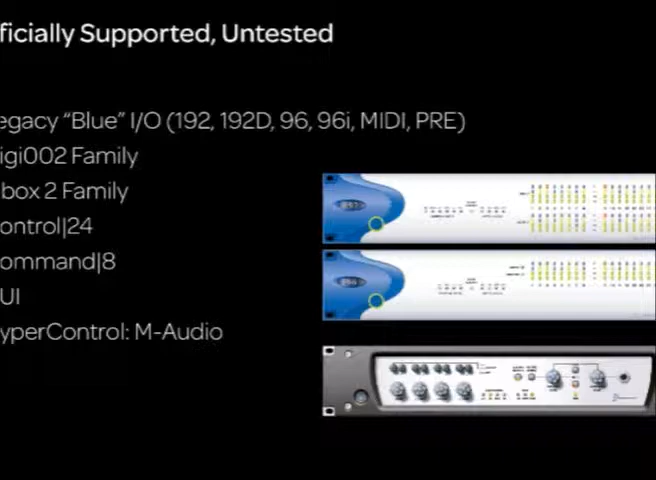 ficially Supported, Untested
egacy “Blue” I/O (192, 192D, 96, 96i, MIDI, PRE)
igi002 Family
box 2 Family
ontrol|24
ommand|8
UI
yperControl: M-Audio